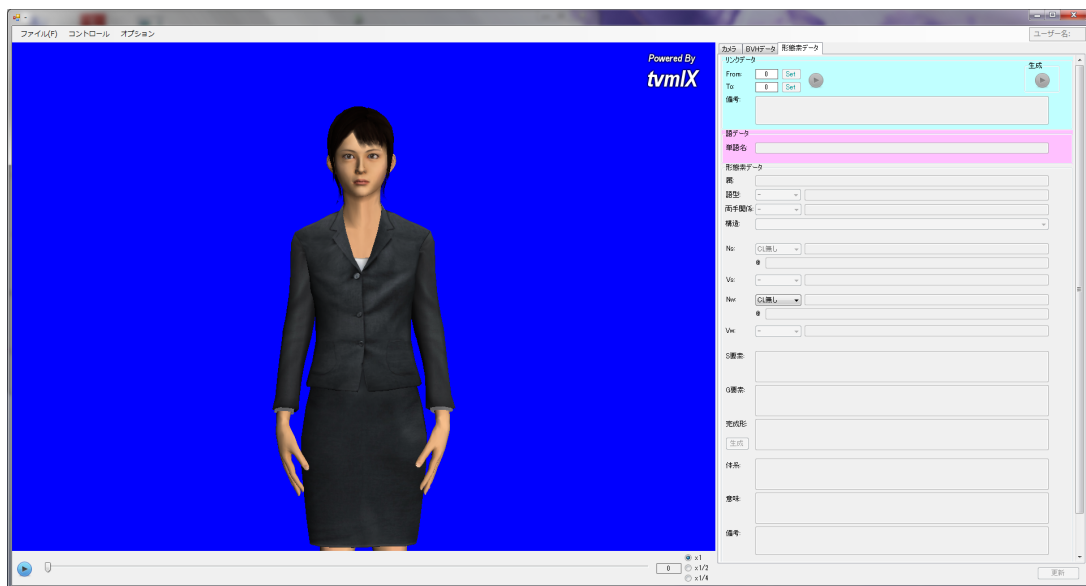 ファイル(F) コントロール オプション
ユーザー名:
Powered By
tvmlX
カメラ BVHデータ 形態素データ
リンクデータ
生成
From: 0 Set
To: 0 Set
備考:
語データ
単語名
形態素データ
綴:
語型: -
両手関係: -
構造:
Ns: CL無し
@
Vs: -
Nw: CL無し
@
Vw: -
S要素:
G要素:
完成形:
生成
体系:
意味:
備考:
0
x1
x1/2
x1/4
更新